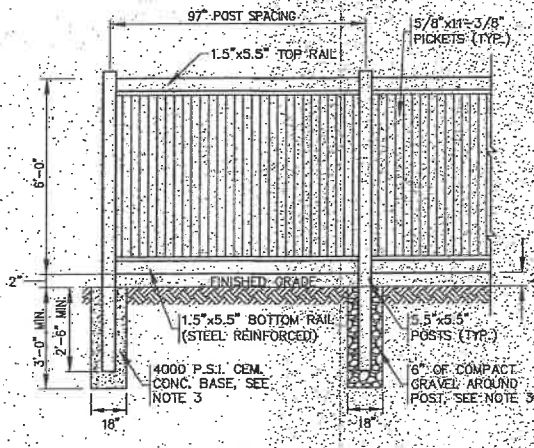 97" POST SPACING
5/8"x11-3/8"
PICKETS (TYP.)
1.5"x5.5" TOP RAIL
6'-0"
2"
FINISHED GRADE
3'-0" MIN.
2'-6" MIN.
1.5"x5.5" BOTTOM RAIL
(STEEL REINFORCED)
5.5"x5.5"
POSTS (TYP.)
4000 P.S.I. CEM.
CONC. BASE, SEE
NOTE 3
6" OF COMPACT
GRAVEL AROUND
POST, SEE NOTE 3
18"
18"